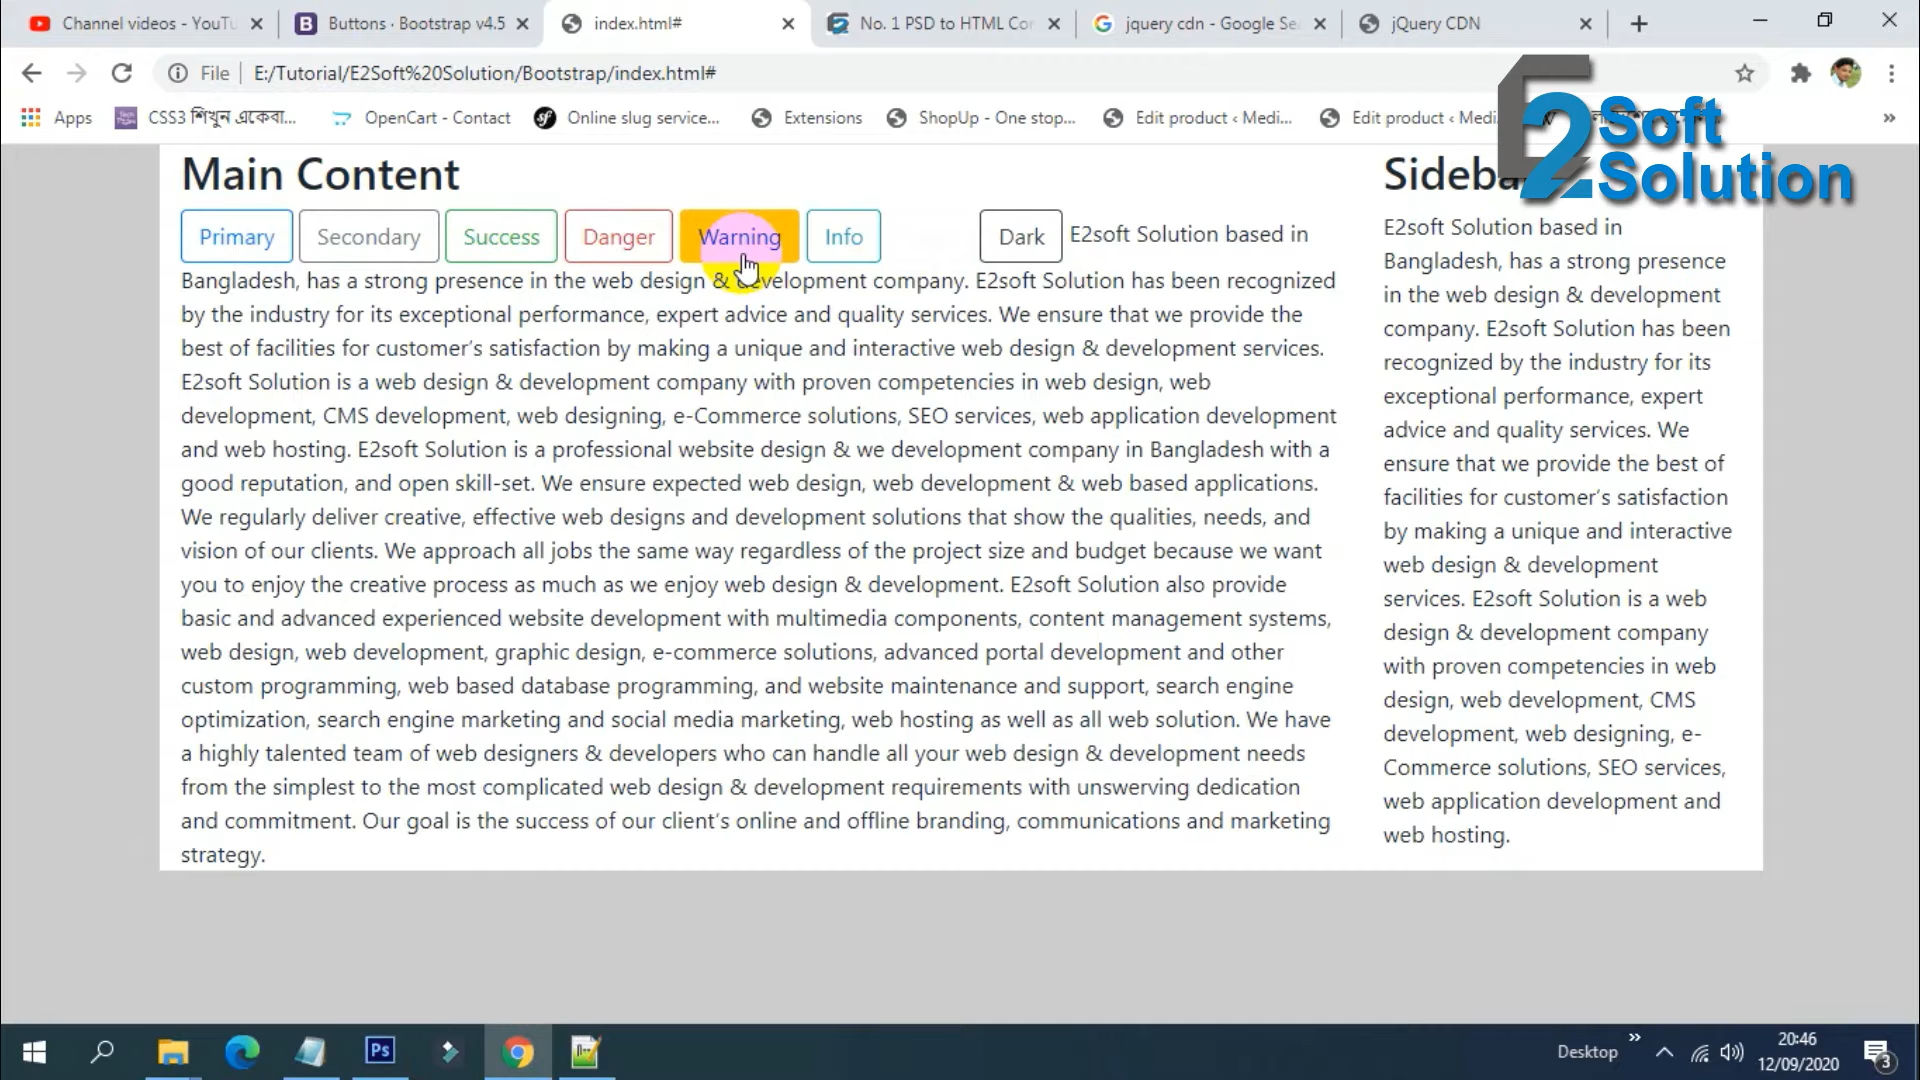 Channel videos - YouTu
Buttons · Bootstrap v4.5
index.html#
No. 1 PSD to HTML Con
jquery cdn - Google Sea
jQuery CDN
File
E:/Tutorial/E2Soft%20Solution/Bootstrap/index.html#
Apps
CSS3 শিখুন একেবা...
OpenCart - Contact
Online slug service...
Extensions
ShopUp - One stop...
Edit product ‹ Medi...
Edit product ‹ Medi
E2 Soft
Solution
Main Content
Sideba
Primary
Secondary
Success
Danger
Warning
Info
Dark
E2soft Solution based in
Bangladesh, has a strong presence in the web design & development company. E2soft Solution has been recognized
by the industry for its exceptional performance, expert advice and quality services. We ensure that we provide the
best of facilities for customer's satisfaction by making a unique and interactive web design & development services.
E2soft Solution is a web design & development company with proven competencies in web design, web
development, CMS development, web designing, e-Commerce solutions, SEO services, web application development
and web hosting. E2soft Solution is a professional website design & we development company in Bangladesh with a
good reputation, and open skill-set. We ensure expected web design, web development & web based applications.
We regularly deliver creative, effective web designs and development solutions that show the qualities, needs, and
vision of our clients. We approach all jobs the same way regardless of the project size and budget because we want
you to enjoy the creative process as much as we enjoy web design & development. E2soft Solution also provide
basic and advanced experienced website development with multimedia components, content management systems,
web design, web development, graphic design, e-commerce solutions, advanced portal development and other
custom programming, web based database programming, and website maintenance and support, search engine
optimization, search engine marketing and social media marketing, web hosting as well as all web solution. We have
a highly talented team of web designers & developers who can handle all your web design & development needs
from the simplest to the most complicated web design & development requirements with unswerving dedication
and commitment. Our goal is the success of our client's online and offline branding, communications and marketing
strategy.
E2soft Solution based in
Bangladesh, has a strong presence
in the web design & development
company. E2soft Solution has been
recognized by the industry for its
exceptional performance, expert
advice and quality services. We
ensure that we provide the best of
facilities for customer's satisfaction
by making a unique and interactive
web design & development
services. E2soft Solution is a web
design & development company
with proven competencies in web
design, web development, CMS
development, web designing, e-
Commerce solutions, SEO services,
web application development and
web hosting.
Ps
Desktop
20:46
12/09/2020
3